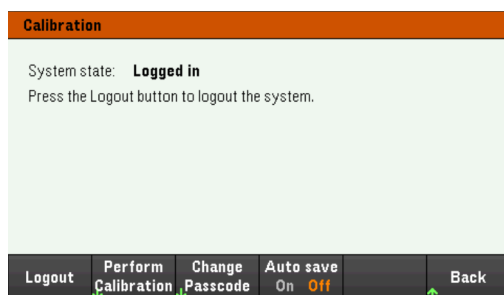 Calibration
System state: Logged in
Press the Logout button to logout the system.
Logout
Perform
Calibration
Change
Passcode
Auto save
On Off
Back